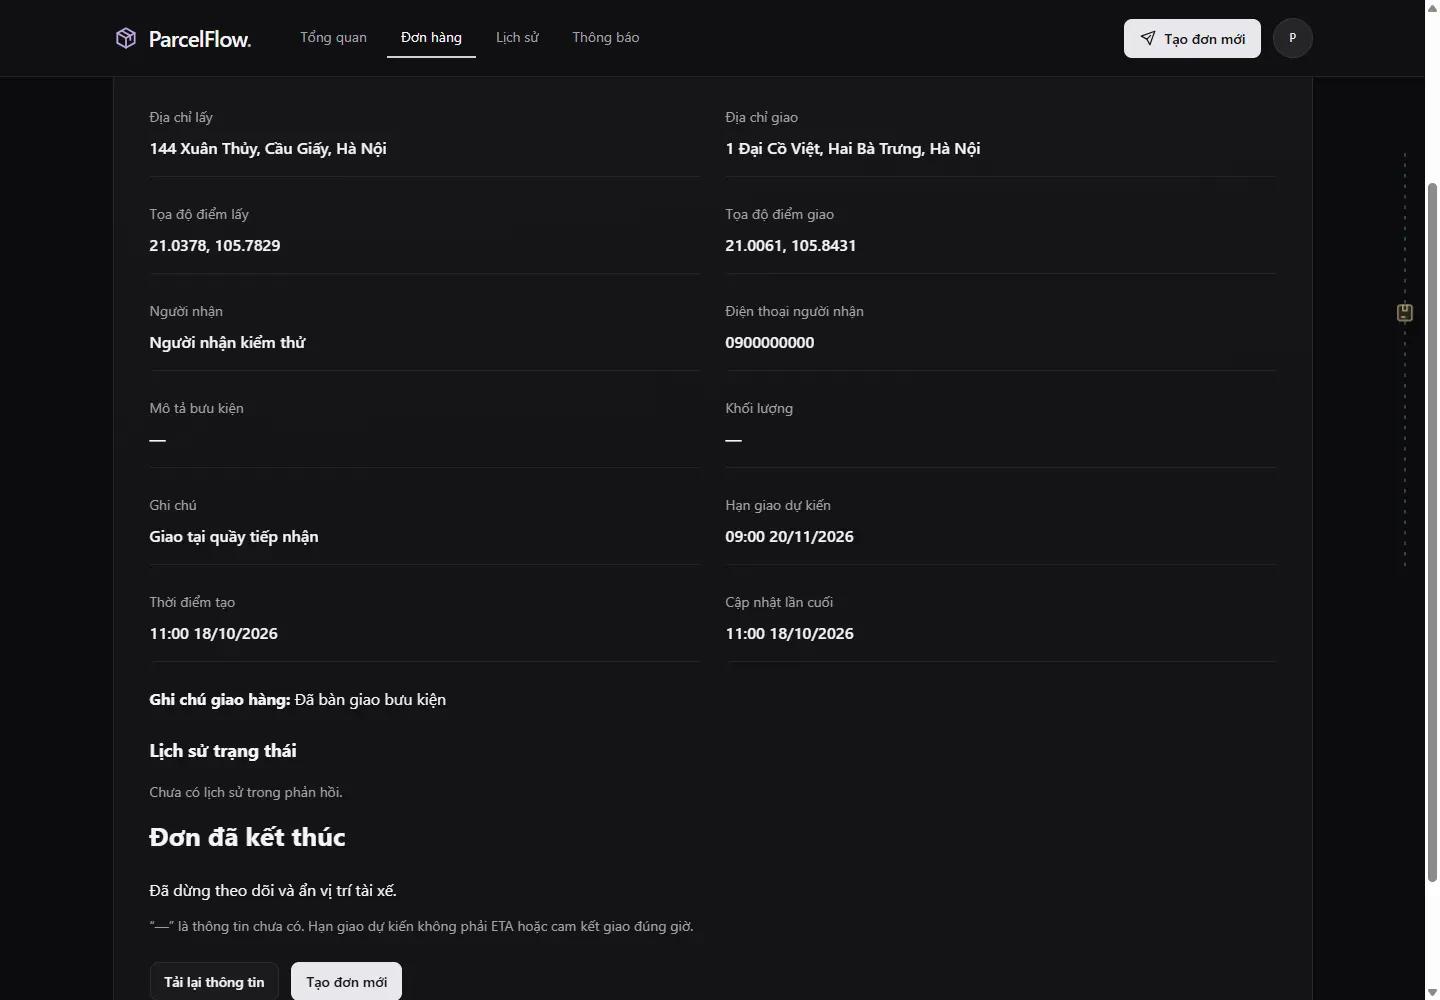 ParcelFlow.
Tổng quan
Đơn hàng
Lịch sử
Thông báo
Tạo đơn mới
P
Địa chỉ lấy
144 Xuân Thủy, Cầu Giấy, Hà Nội
Địa chỉ giao
1 Đại Cồ Việt, Hai Bà Trưng, Hà Nội
Tọa độ điểm lấy
21.0378, 105.7829
Tọa độ điểm giao
21.0061, 105.8431
Người nhận
Người nhận kiểm thử
Điện thoại người nhận
0900000000
Mô tả bưu kiện
—
Khối lượng
—
Ghi chú
Giao tại quầy tiếp nhận
Hạn giao dự kiến
09:00 20/11/2026
Thời điểm tạo
11:00 18/10/2026
Cập nhật lần cuối
11:00 18/10/2026
Ghi chú giao hàng: Đã bàn giao bưu kiện
Lịch sử trạng thái
Chưa có lịch sử trong phản hồi.
Đơn đã kết thúc
Đã dừng theo dõi và ẩn vị trí tài xế.
“—” là thông tin chưa có. Hạn giao dự kiến không phải ETA hoặc cam kết giao đúng giờ.
Tải lại thông tin
Tạo đơn mới